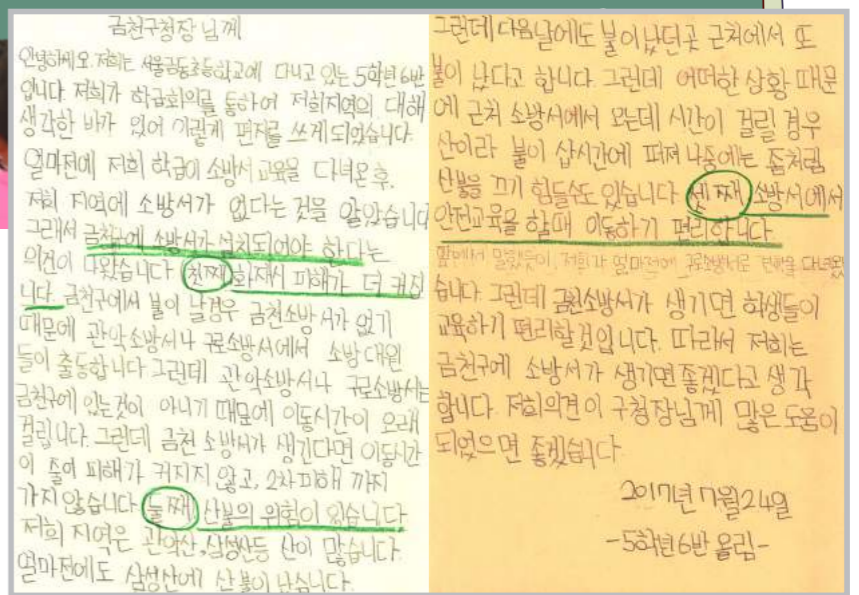 금천구청장 님께
안녕하세요. 저희는 서울금동초등학교에 다니고 있는 5학년 6반
입니다. 저희가 학급회의를 통하여 저희지역의 대해
생각한 바가 있어 이렇게 편지를 쓰게되었습니다.
얼마전에 저희 학급이 소방서 교육을 다녀온후,
저희 지역에 소방서가 없다는 것을 알았습니다
그래서 금천구에 소방서가 설치되어야 한다는
의견이 나왔습니다 첫째 화재시 피해가 더 커집
니다. 금천구에서 불이 날경우 금천소방서가 없기
때문에 관악소방서나 구로소방서에서 소방대원
들이 출동합니다 그런데 관악소방서나 구로소방서는
금천구에 있는것이 아니기 때문에 이동시간이 오래
걸립니다. 그런데 금천 소방서가 생긴다면 이동시간
이 줄어 피해가 커지지 않고, 2차피해 까지
가지않습니다 둘째 산불의 위험이 있습니다
저희 지역은 관악산, 삼성산등 산이 많습니다.
얼마전에도 삼성산에 산불이 났습니다.
그런데 다음날에도 불이났던곳 근처에서 또
불이 났다고 합니다. 그런데 어떠한 상황 때문
에 근처 소방서에서 오는데 시간이 걸릴 경우
산이라 불이 삽시간에 퍼져 나중에는 좀처럼
산불을 끄기 힘들수도 있습니다 셋째 소방서에서
안전교육을 할때 이동하기 편리합니다.
앞에서 말했듯이, 저희가 얼마전에 구로소방서로 견학을 다녀왔
습니다. 그런데 금천소방서가 생기면 학생들이
교육하기 편리할것입니다. 따라서 저희는
금천구에 소방서가 생기면좋겠다고 생각
합니다. 저희의견이 구청장님께 많은 도움이
되었으면 좋겠습니다
2017년 7월24일
-5학년6반 올림-